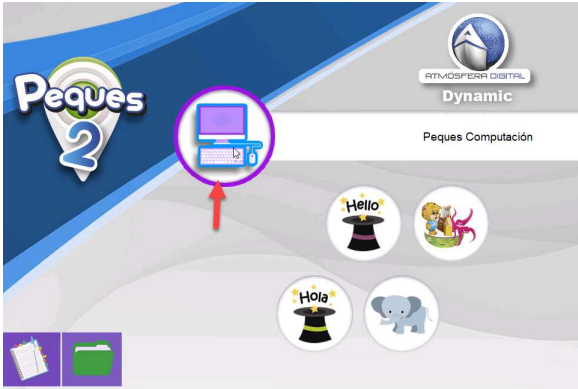 Peques
2
ATMÓSFERA DIGITAL
Dynamic
Peques Computación
Hello
Hola